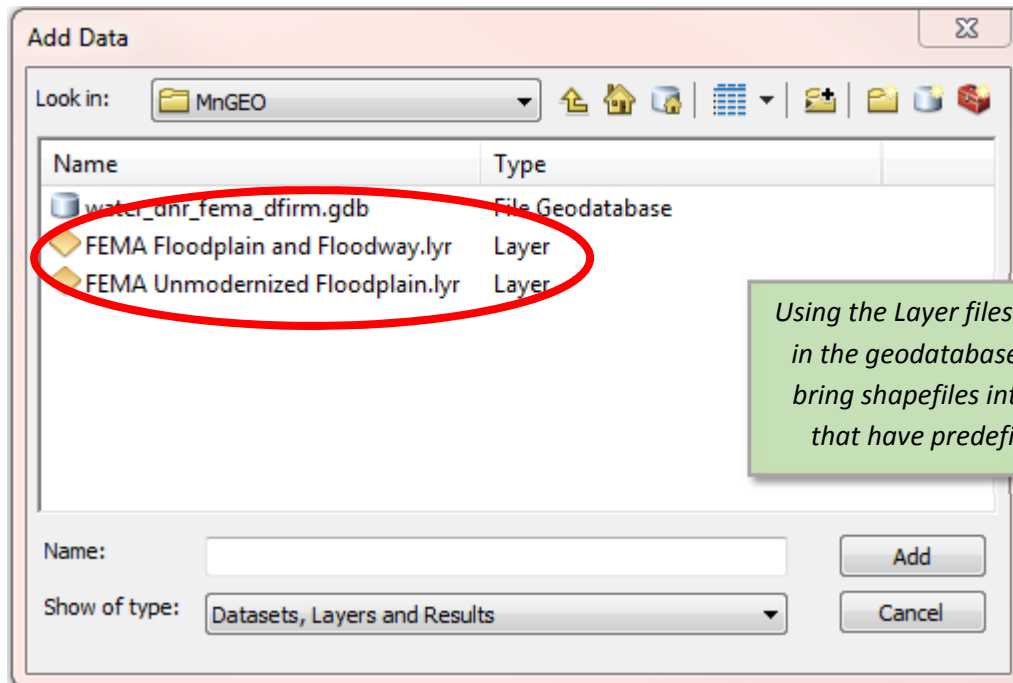 Add Data
Look in: MnGEO
Name Type
water_dnr_fema_dfirm.gdb File Geodatabase
FEMA Floodplain and Floodway.lyr Layer
FEMA Unmodernized Floodplain.lyr Layer
Using the Layer files
in the geodatabase
bring shapefiles int
that have predefi
Name: Add
Show of type: Datasets, Layers and Results Cancel